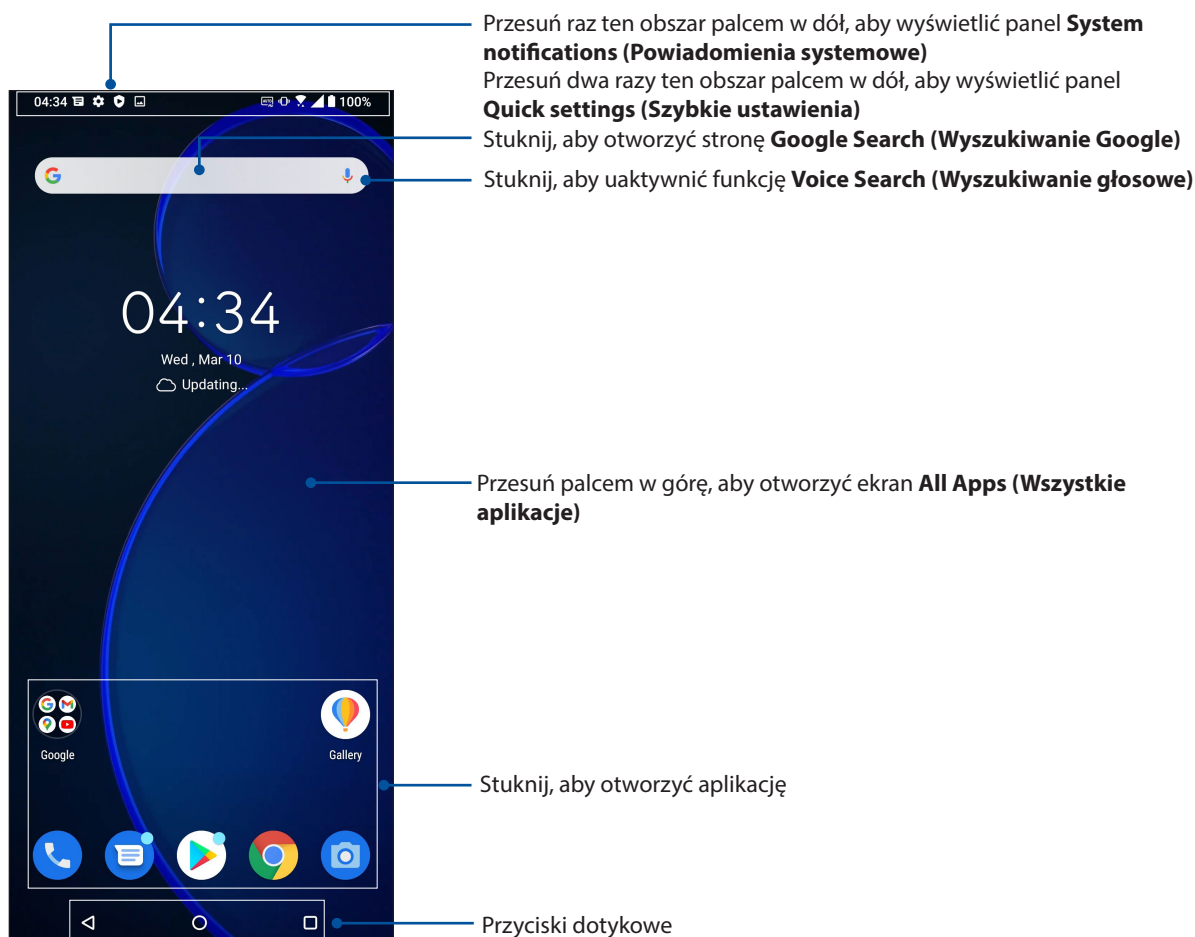 Przesuń raz ten obszar palcem w dół, aby wyświetlić panel System
notifications (Powiadomienia systemowe)
Przesuń dwa razy ten obszar palcem w dół, aby wyświetlić panel
Quick settings (Szybkie ustawienia)
04:34 100%
Stuknij, aby otworzyć stronę Google Search (Wyszukiwanie Google)
Stuknij, aby uaktywnić funkcję Voice Search (Wyszukiwanie głosowe)
04:34
Wed , Mar 10
Updating...
Przesuń palcem w górę, aby otworzyć ekran All Apps (Wszystkie
aplikacje)
Google
Gallery
Stuknij, aby otworzyć aplikację
Przyciski dotykowe